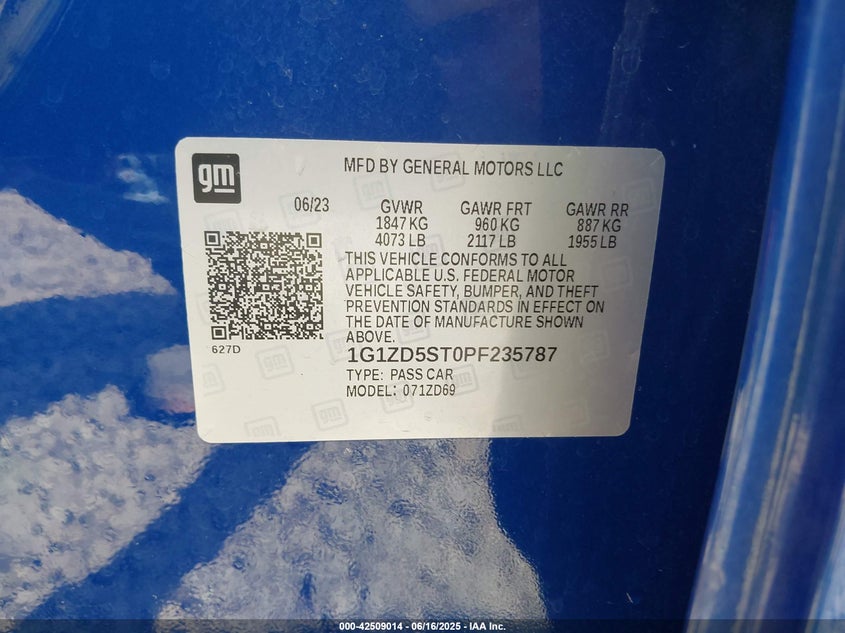 gm
MFD BY GENERAL MOTORS LLC
06/23
GVWR GAWR FRT GAWR RR
1847 KG 960 KG 887 KG
4073 LB 2117 LB 1955 LB
THIS VEHICLE CONFORMS TO ALL
APPLICABLE U.S. FEDERAL MOTOR
VEHICLE SAFETY, BUMPER, AND THEFT
PREVENTION STANDARDS IN EFFECT ON
THE DATE OF MANUFACTURE SHOWN
ABOVE.
627D
1G1ZD5ST0PF235787
TYPE: PASS CAR
MODEL: 071ZD69
000-42509014 - 06/16/2025 - IAA Inc.